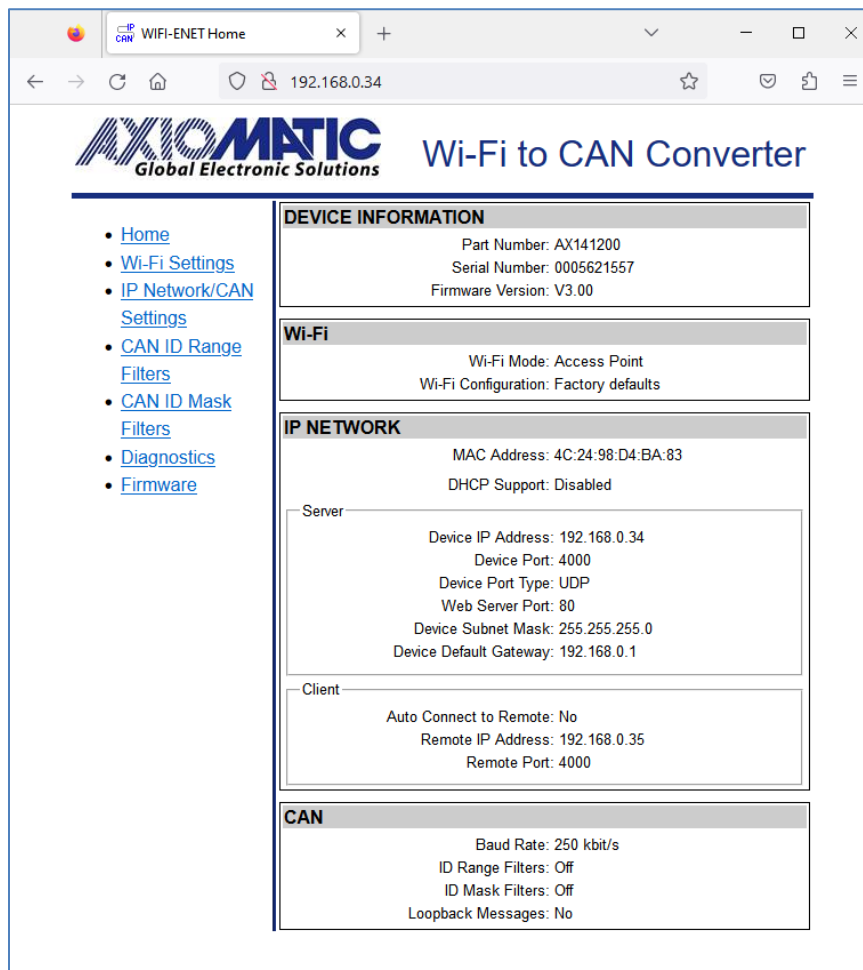 IP
CAN
WIFI-ENET Home
192.168.0.34
AXIOMATIC
Global Electronic Solutions
Wi-Fi to CAN Converter
Home
Wi-Fi Settings
IP Network/CAN
Settings
CAN ID Range
Filters
CAN ID Mask
Filters
Diagnostics
Firmware
DEVICE INFORMATION
Part Number: AX141200
Serial Number: 0005621557
Firmware Version: V3.00
Wi-Fi
Wi-Fi Mode: Access Point
Wi-Fi Configuration: Factory defaults
IP NETWORK
MAC Address: 4C:24:98:D4:BA:83
DHCP Support: Disabled
Server
Device IP Address: 192.168.0.34
Device Port: 4000
Device Port Type: UDP
Web Server Port: 80
Device Subnet Mask: 255.255.255.0
Device Default Gateway: 192.168.0.1
Client
Auto Connect to Remote: No
Remote IP Address: 192.168.0.35
Remote Port: 4000
CAN
Baud Rate: 250 kbit/s
ID Range Filters: Off
ID Mask Filters: Off
Loopback Messages: No